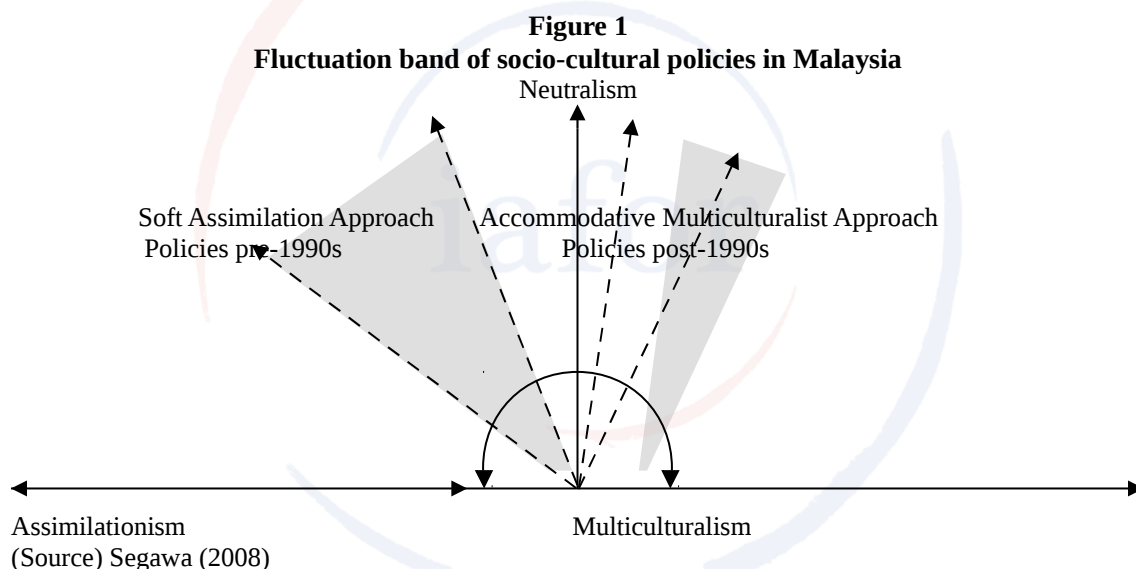 Figure 1
Fluctuation band of socio-cultural policies in Malaysia
Neutralism
Soft Assimilation Approach
Policies pre-1990s
Accommodative Multiculturalist Approach
Policies post-1990s
iafor
Assimilationism
Multiculturalism
(Source) Segawa (2008)